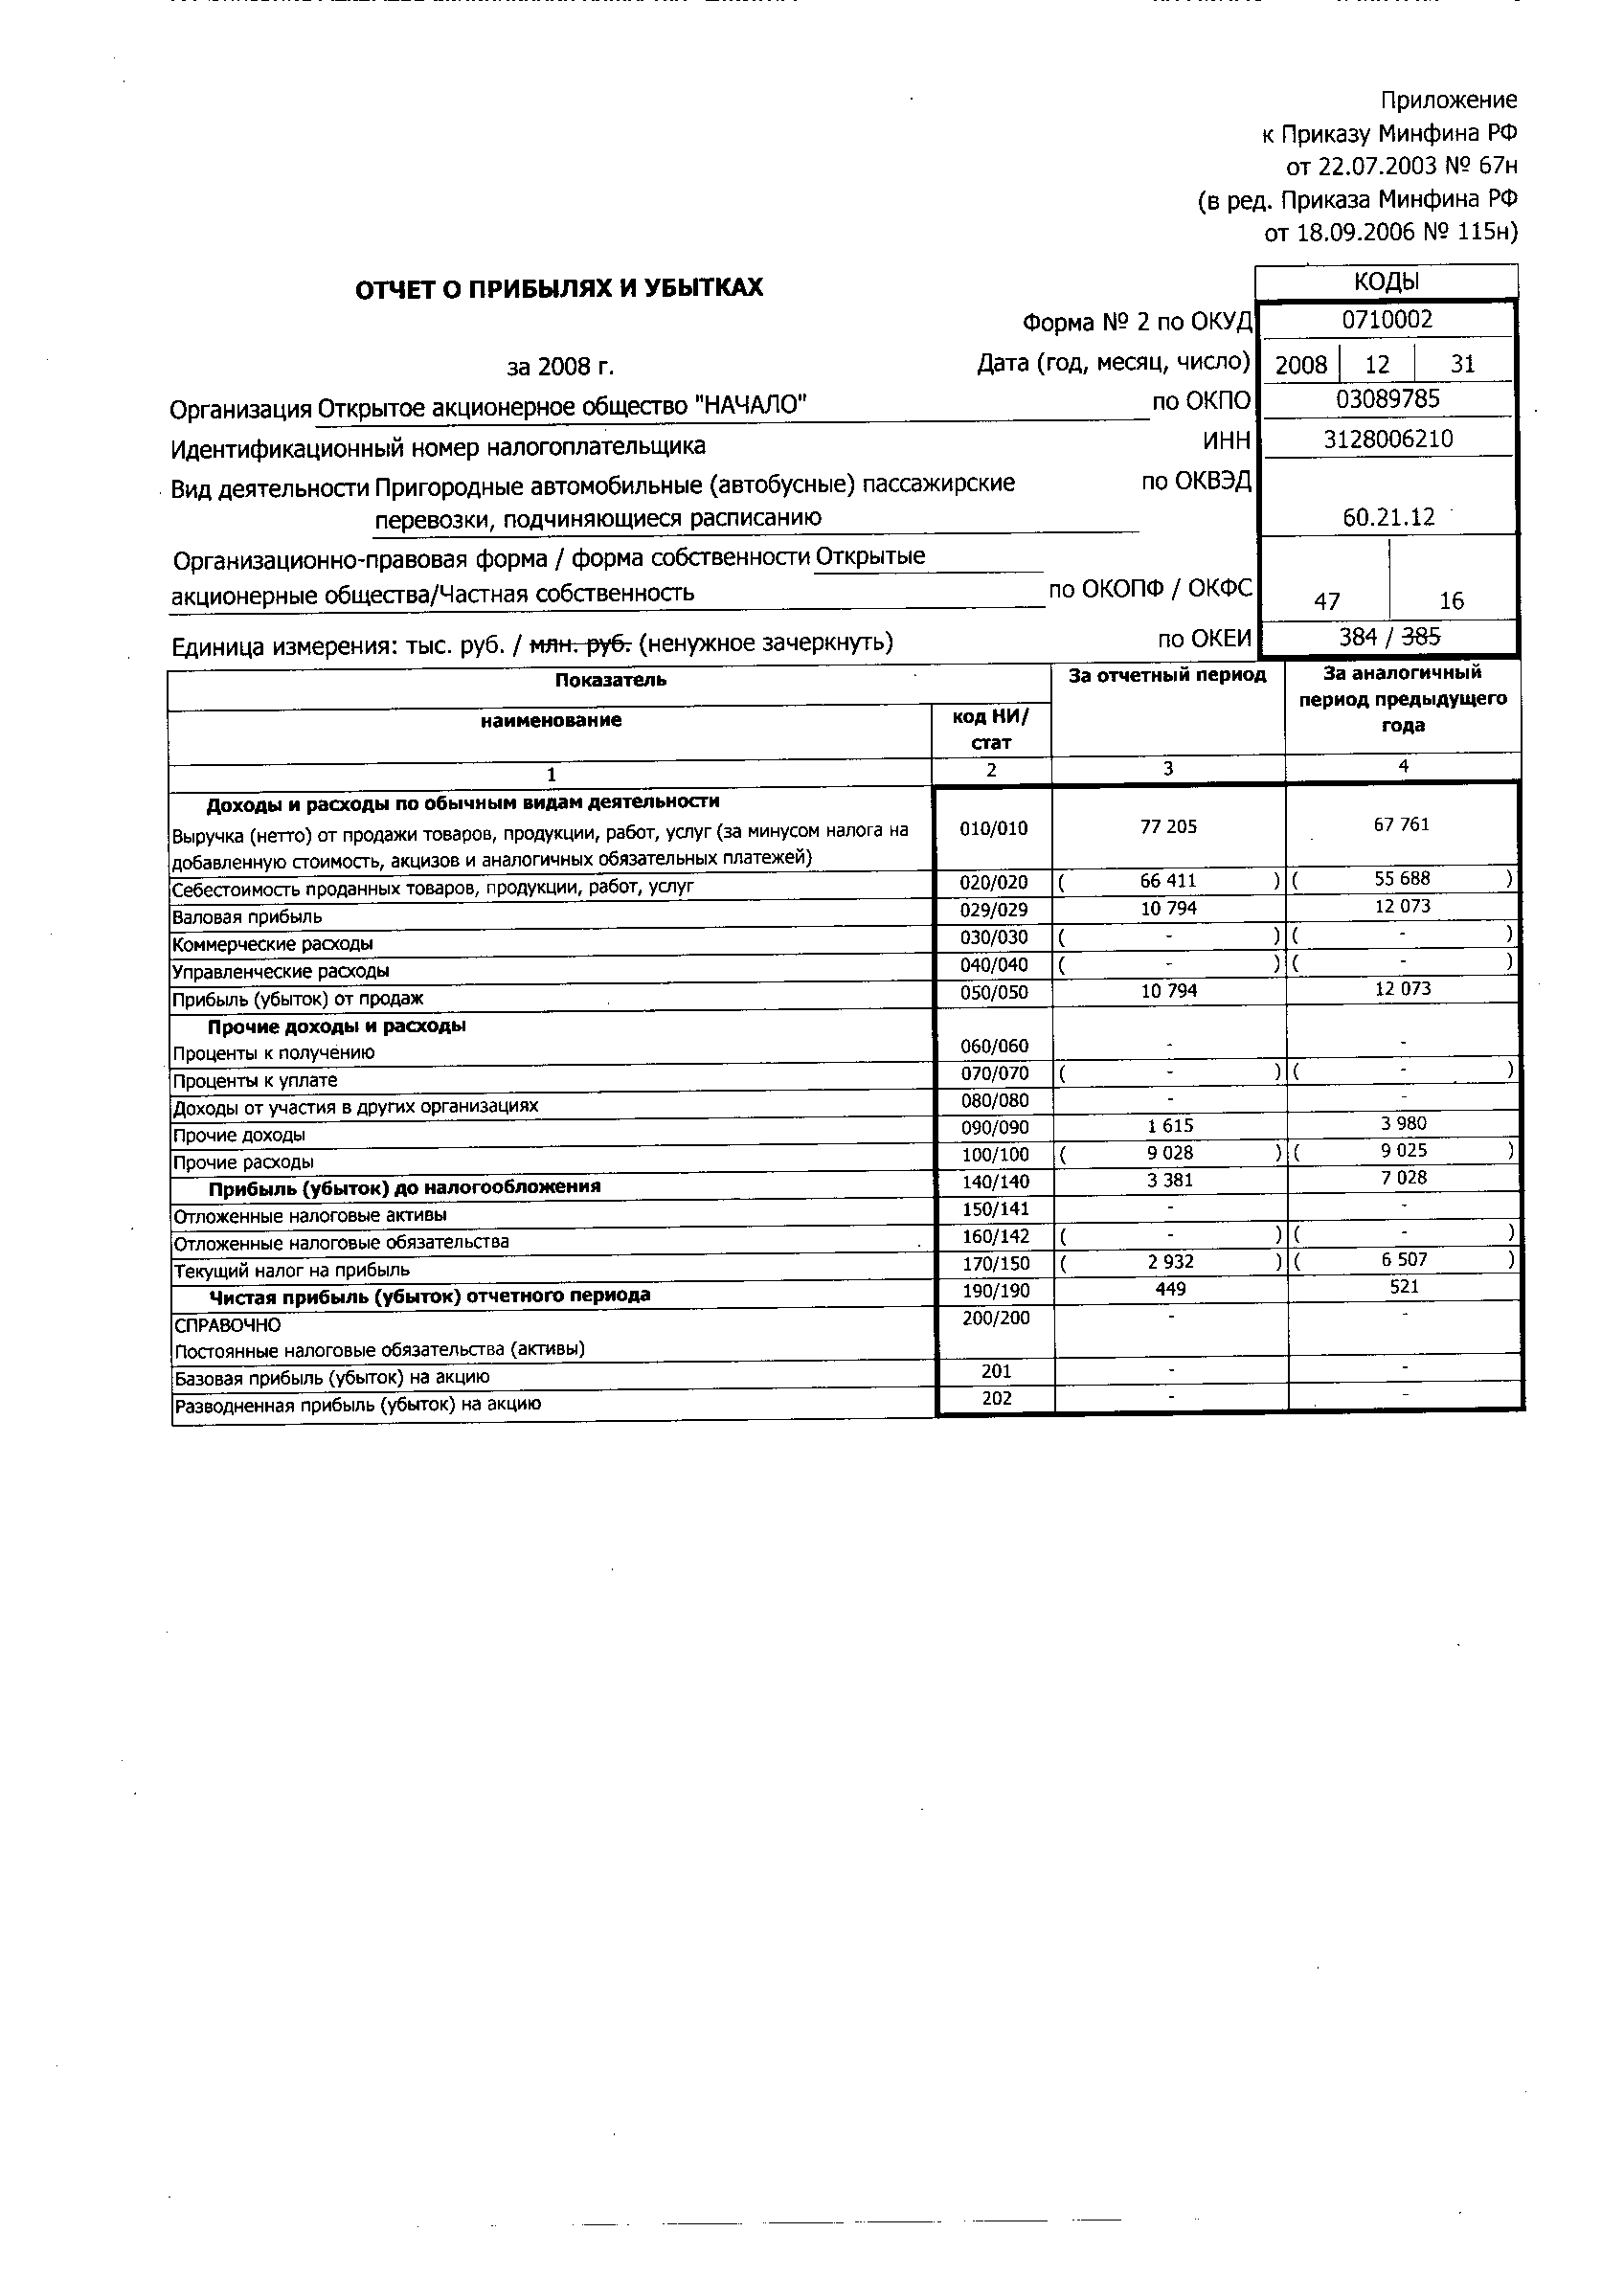 Приложение
к Приказу Минфина РФ
от 22.07.2003 № 67н
(в ред. Приказа Минфина РФ
от 18.09.2006 № 115н)
ОТЧЕТ О ПРИБЫЛЯХ И УБЫТКАХ
КОДЫ
Форма № 2 по ОКУД 0710002
за 2008 г. Дата (год, месяц, число) 2008 12 31
Организация Открытое акционерное общество "НАЧАЛО" по ОКПО 03089785
Идентификационный номер налогоплательщика ИНН 3128006210
Вид деятельности Пригородные автомобильные (автобусные) пассажирские по ОКВЭД
перевозки, подчиняющиеся расписанию 60.21.12
Организационно-правовая форма / форма собственности Открытые
акционерные общества/Частная собственность по ОКОПФ / ОКФС 47 16
Единица измерения: тыс. руб. / млн. руб. (ненужное зачеркнуть) по ОКЕИ 384 / 385
Показатель За отчетный период За аналогичный
период предыдущего
года
наименование код НИ/
стат
1 2 3 4
Доходы и расходы по обычным видам деятельности
Выручка (нетто) от продажи товаров, продукции, работ, услуг (за минусом налога на 010/010 77 205 67 761
добавленную стоимость, акцизов и аналогичных обязательных платежей)
Себестоимость проданных товаров, продукции, работ, услуг 020/020 ( 66 411 ) ( 55 688 )
Валовая прибыль 029/029 10 794 12 073
Коммерческие расходы 030/030 ( - ) ( - )
Управленческие расходы 040/040 ( - ) ( - )
Прибыль (убыток) от продаж 050/050 10 794 12 073
Прочие доходы и расходы
Проценты к получению 060/060 - -
Проценты к уплате 070/070 ( - ) ( - )
Доходы от участия в других организациях 080/080 - -
Прочие доходы 090/090 1 615 3 980
Прочие расходы 100/100 ( 9 028 ) ( 9 025 )
Прибыль (убыток) до налогообложения 140/140 3 381 7 028
Отложенные налоговые активы 150/141 - -
Отложенные налоговые обязательства 160/142 ( - ) ( - )
Текущий налог на прибыль 170/150 ( 2 932 ) ( 6 507 )
Чистая прибыль (убыток) отчетного периода 190/190 449 521
СПРАВОЧНО 200/200 - -
Постоянные налоговые обязательства (активы)
Базовая прибыль (убыток) на акцию 201 - -
Разводненная прибыль (убыток) на акцию 202 - -